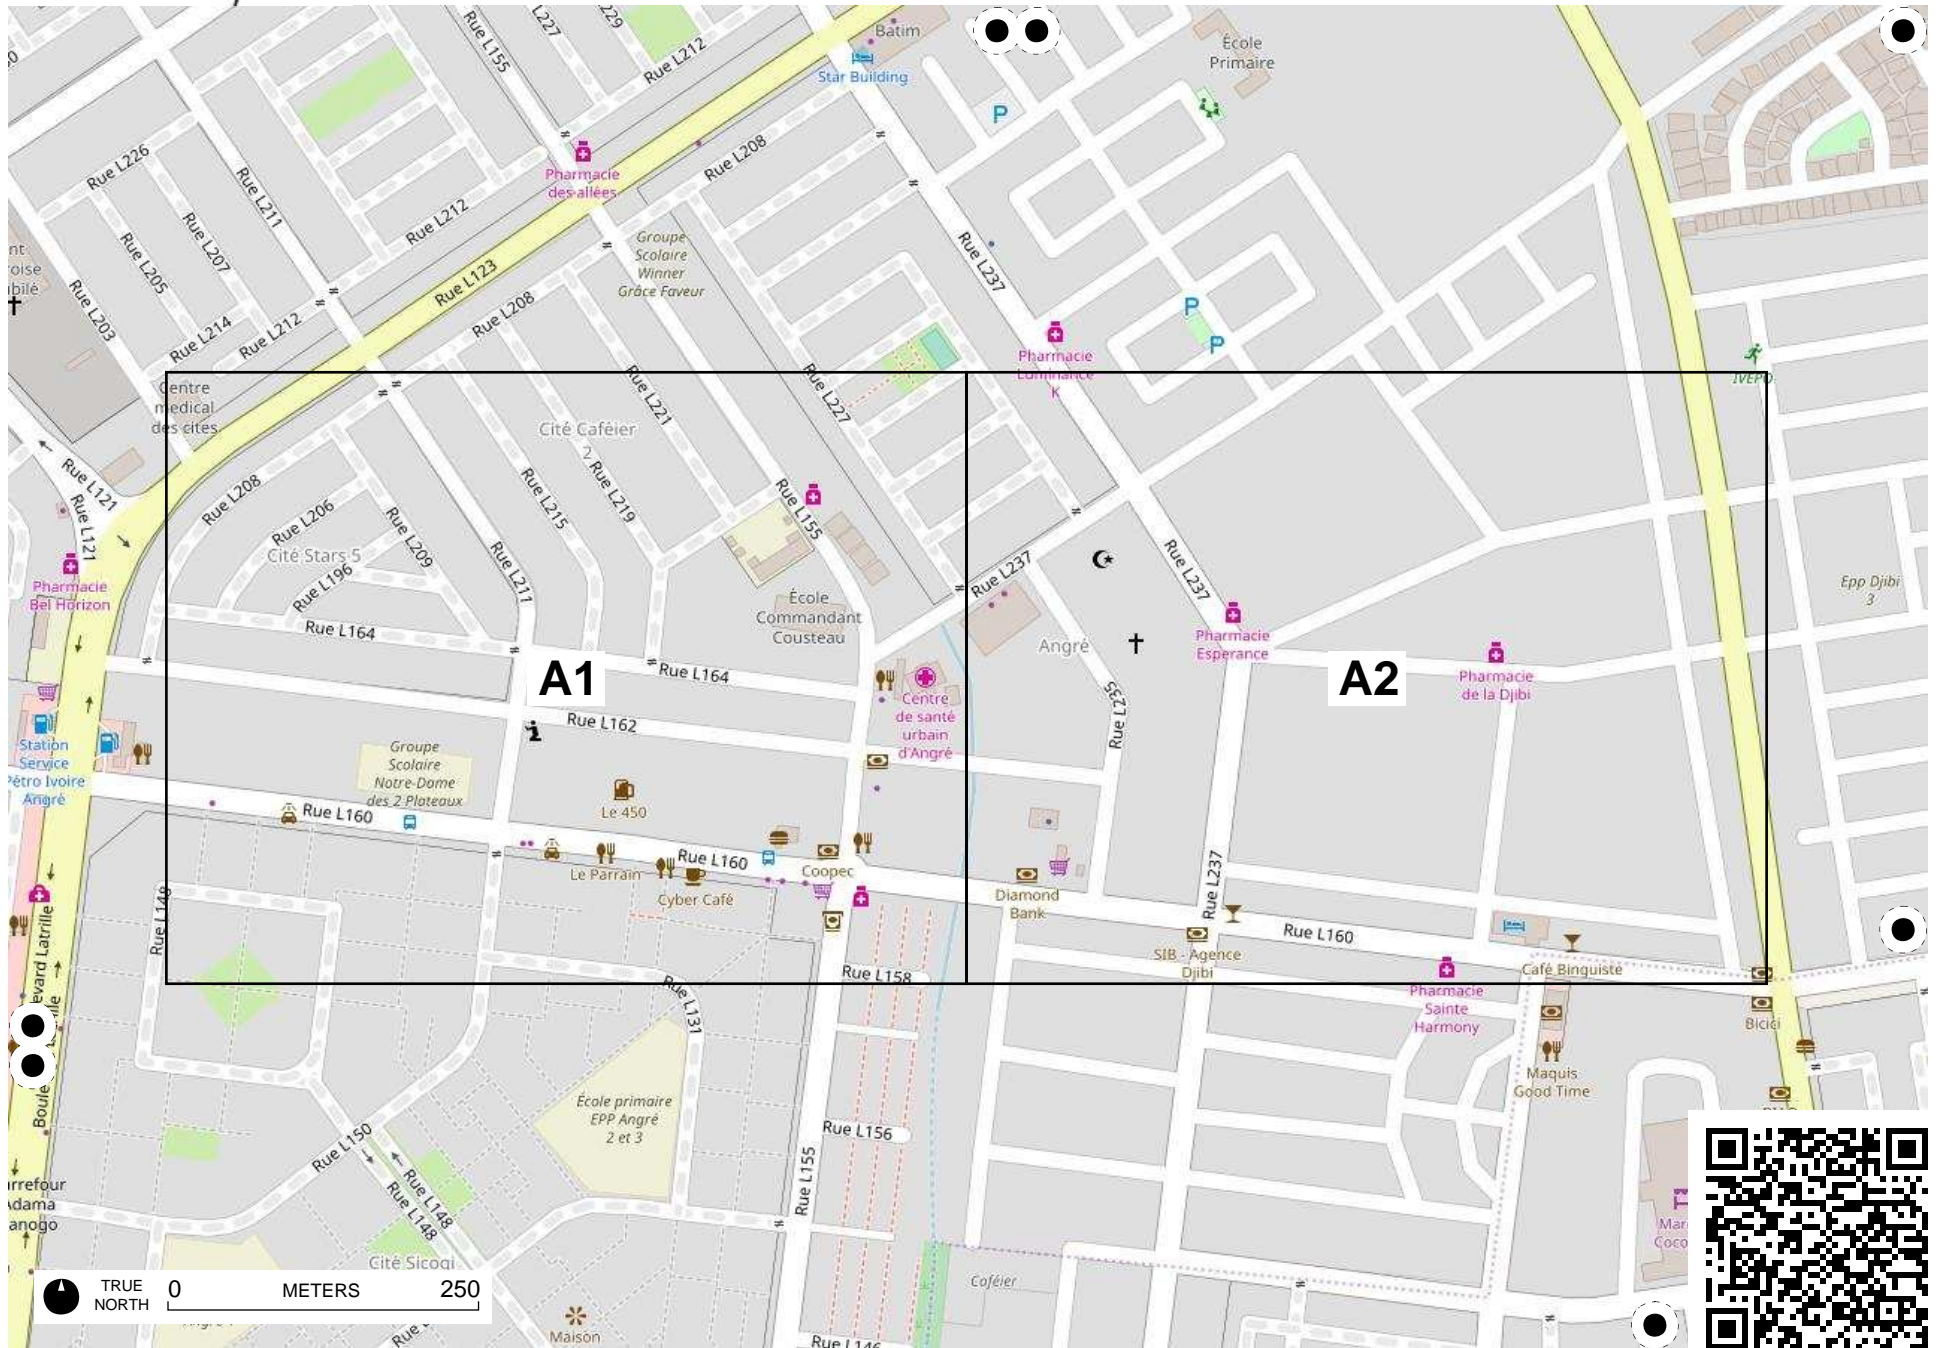 Rue L155
L227
L229
Rue L212
Batim
Star Building
École
Primaire
P
Rue L226
Rue L211
Rue L207
Rue L205
Rue L203
Rue L214
Rue L212
Rue L212
Pharmacie
des allées
Rue L208
Rue L123
Rue L208
Groupe
Scolaire
Winner
Grâce Faveur
Rue L237
P
P
Pharmacie
Luminance
K
IVEPO
Centre
medical
des cites
Rue L221
Rue L227
Cité Caféier
2
Rue L219
Rue L215
Rue L155
Rue L121
Rue L121
Rue L208
Rue L206
Cité Stars 5
Rue L209
Rue L196
Rue L211
Rue L164
Pharmacie
Bel Horizon
École
Commandant
Cousteau
Rue L237
Rue L237
Angré
Pharmacie
Esperance
Epp Djibi
3
A1
A2
Rue L164
Rue L162
Centre
de santé
urbain
d'Angré
Rue L235
Pharmacie
de la Djibi
Station
Service
Pétro Ivoire
Angré
Groupe
Scolaire
Notre-Dame
des 2 Plateaux
Rue L160
Le 450
Le Parrain
Rue L160
Cyber Café
Coopec
Diamond
Bank
Rue L237
Rue L160
SIB - Agence
Djibi
Café Binguiste
Pharmacie
Sainte
Harmony
Bicici
Maquis
Good Time
Rue L148
Rue L158
Rue L131
École primaire
EPP Angré
2 et 3
Rue L156
Rue L155
Rue L150
Rue L148
Rue L148
Cité Sicogi
Caféier
Maison
Rue L146
TRUE
NORTH
0 METERS 250